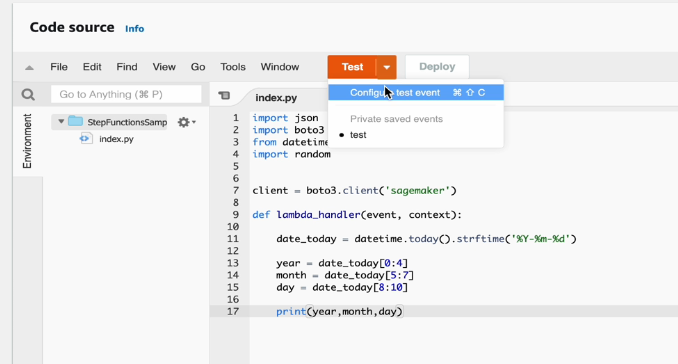 Code source Info
File Edit Find View Go Tools Window Test Deploy
Go to Anything (⌘ P) index.py
Configure test event ⌘ ⇧ C
Private saved events
test
Environment
StepFunctionsSamp
index.py
1 import json
2 import boto3
3 from datetime
4 import random
5
6
7 client = boto3.client('sagemaker')
8
9 def lambda_handler(event, context):
10
11 date_today = datetime.today().strftime('%Y-%m-%d')
12
13 year = date_today[0:4]
14 month = date_today[5:7]
15 day = date_today[8:10]
16
17 print(year,month,day)